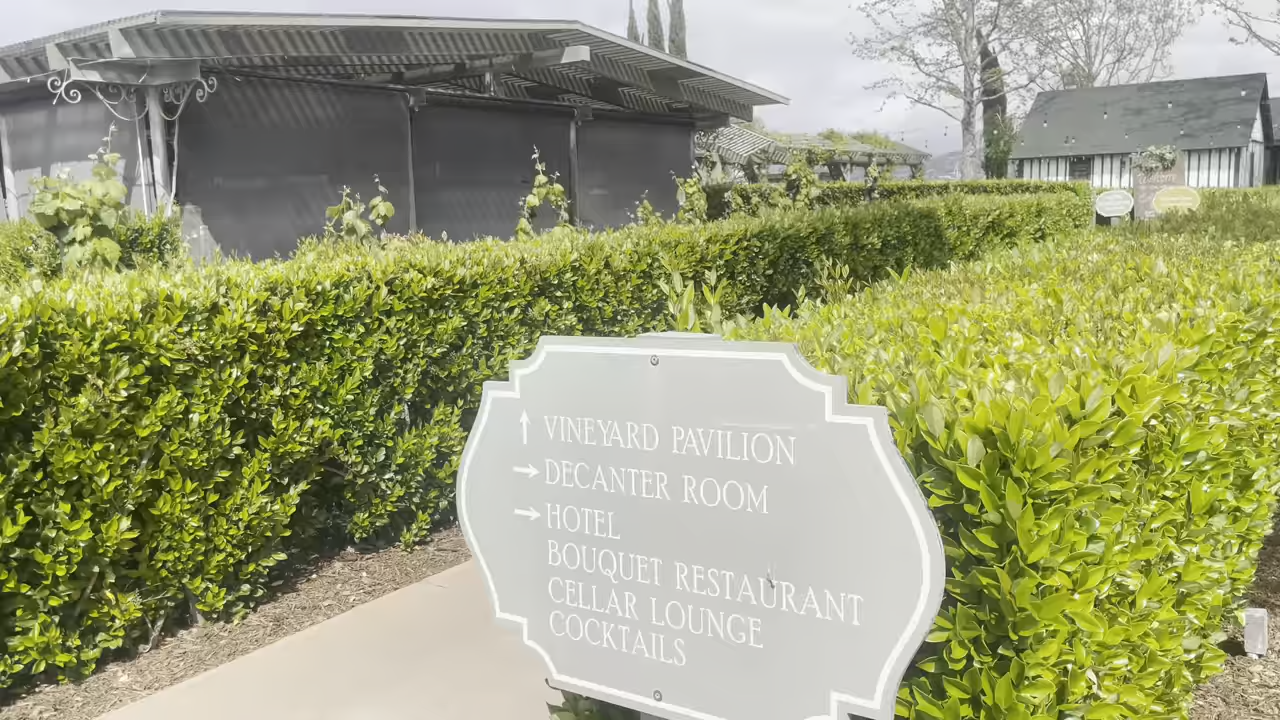 ↑ VINEYARD PAVILION
→ DECANTER ROOM
→ HOTEL
BOUQUET RESTAURANT
CELLAR LOUNGE
COCKTAILS